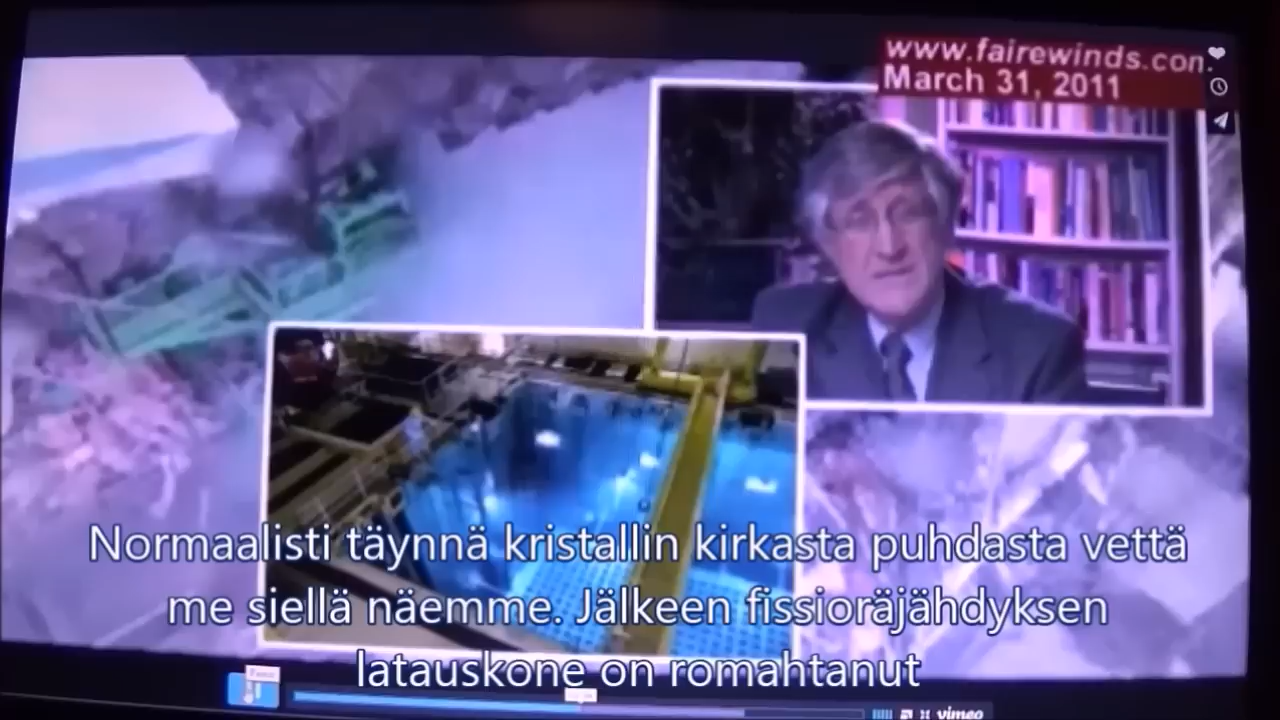 www.fairewinds.con.
March 31, 2011
Normaalisti täynnä kristallin kirkasta puhdasta vettä
me siellä näemme. Jälkeen fissioräjähdyksen
latauskone on romahtanut
vimeo